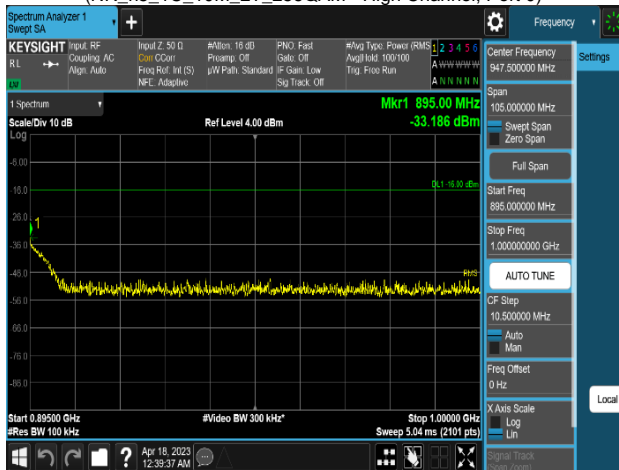 Spectrum Analyzer 1
Swept SA
+
Frequency
KEYSIGHT
RL
Input: RF
Coupling: AC
Align: Auto
Input Z: 50 Ω
Corr CCorr
Freq Ref: Int (S)
NFE: Adaptive
#Atten: 16 dB
Preamp: Off
µW Path: Standard
PNO: Fast
Gate: Off
IF Gain: Low
Sig Track: Off
#Avg Type: Power (RMS
Avg|Hold: 100/100
Trig: Free Run
1 2 3 4 5 6
A W W W W W
A N N N N N
1 Spectrum
Scale/Div 10 dB
Log
Ref Level 4.00 dBm
Mkr1 895.00 MHz
-33.186 dBm
-6.00
-16.0
DL1 -16.00 dBm
-26.0
1
-36.0
-46.0
RMS
-56.0
-66.0
-76.0
-86.0
Start 0.89500 GHz
#Res BW 100 kHz
#Video BW 300 kHz*
Stop 1.00000 GHz
Sweep 5.04 ms (2101 pts)
?
Apr 18, 2023
12:39:37 AM
Center Frequency
947.500000 MHz
Span
105.000000 MHz
Swept Span
Zero Span
Full Span
Start Freq
895.000000 MHz
Stop Freq
1.000000000 GHz
AUTO TUNE
CF Step
10.500000 MHz
Auto
Man
Freq Offset
0 Hz
X Axis Scale
Log
Lin
Signal Track
Settings
Local